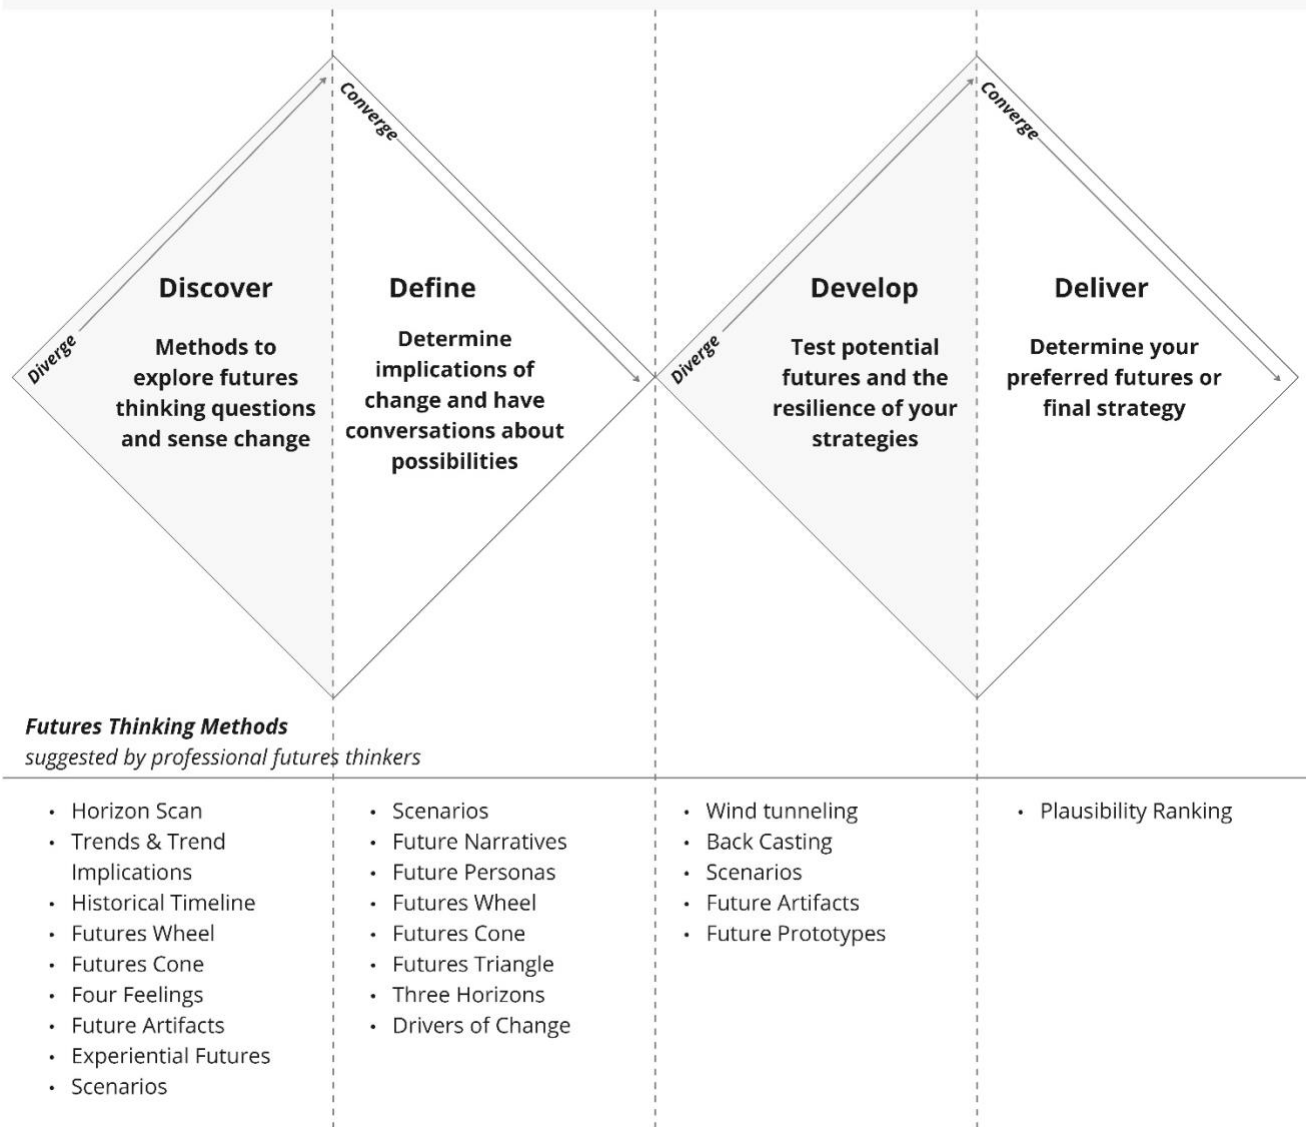 Diverge
Converge
Discover
Methods to
explore futures
thinking questions
and sense change
Define
Determine
implications of
change and have
conversations about
possibilities
Diverge
Converge
Develop
Test potential
futures and the
resilience of your
strategies
Deliver
Determine your
preferred futures or
final strategy
Futures Thinking Methods
suggested by professional futures thinkers
• Horizon Scan
• Trends & Trend
Implications
• Historical Timeline
• Futures Wheel
• Futures Cone
• Four Feelings
• Future Artifacts
• Experiential Futures
• Scenarios
• Scenarios
• Future Narratives
• Future Personas
• Futures Wheel
• Futures Cone
• Futures Triangle
• Three Horizons
• Drivers of Change
• Wind tunneling
• Back Casting
• Scenarios
• Future Artifacts
• Future Prototypes
• Plausibility Ranking